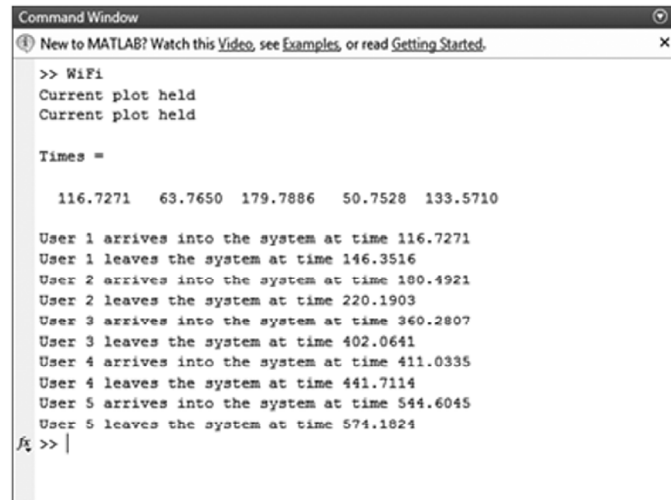 Command Window
New to MATLAB? Watch this Video, see Examples, or read Getting Started.
>> WiFi
Current plot held
Current plot held
Times =
116.7271 63.7650 179.7886 50.7528 133.5710
User 1 arrives into the system at time 116.7271
User 1 leaves the system at time 146.3516
User 2 arrives into the system at time 180.4921
User 2 leaves the system at time 220.1903
User 3 arrives into the system at time 360.2807
User 3 leaves the system at time 402.0641
User 4 arrives into the system at time 411.0335
User 4 leaves the system at time 441.7114
User 5 arrives into the system at time 544.6045
User 5 leaves the system at time 574.1824
fx >>